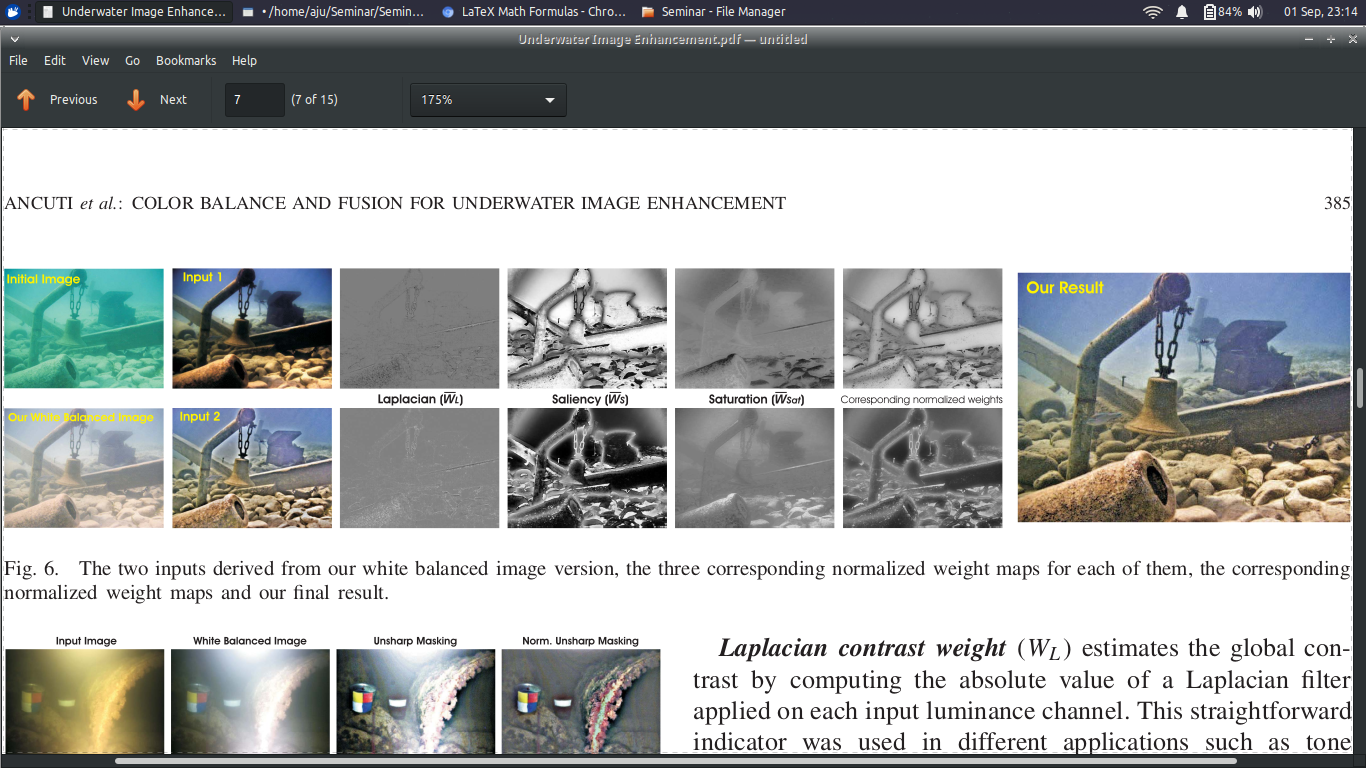 Underwater Image Enhance...
• /home/aju/Seminar/Semin...
LaTeX Math Formulas - Chro...
Seminar - File Manager
84%
01 Sep, 23:14
Underwater Image Enhancement.pdf — untitled
File Edit View Go Bookmarks Help
Previous Next 7 (7 of 15) 175%
ANCUTI et al.: COLOR BALANCE AND FUSION FOR UNDERWATER IMAGE ENHANCEMENT 385
Initial Image
Input 1
Our Result
Laplacian (W̅L)
Saliency (W̅S)
Saturation (W̅Sat)
Corresponding normalized weights
Our White Balanced Image
Input 2
Fig. 6. The two inputs derived from our white balanced image version, the three corresponding normalized weight maps for each of them, the corresponding
normalized weight maps and our final result.
Input Image
White Balanced Image
Unsharp Masking
Norm. Unsharp Masking
Laplacian contrast weight (WL) estimates the global con-
trast by computing the absolute value of a Laplacian filter
applied on each input luminance channel. This straightforward
indicator was used in different applications such as tone